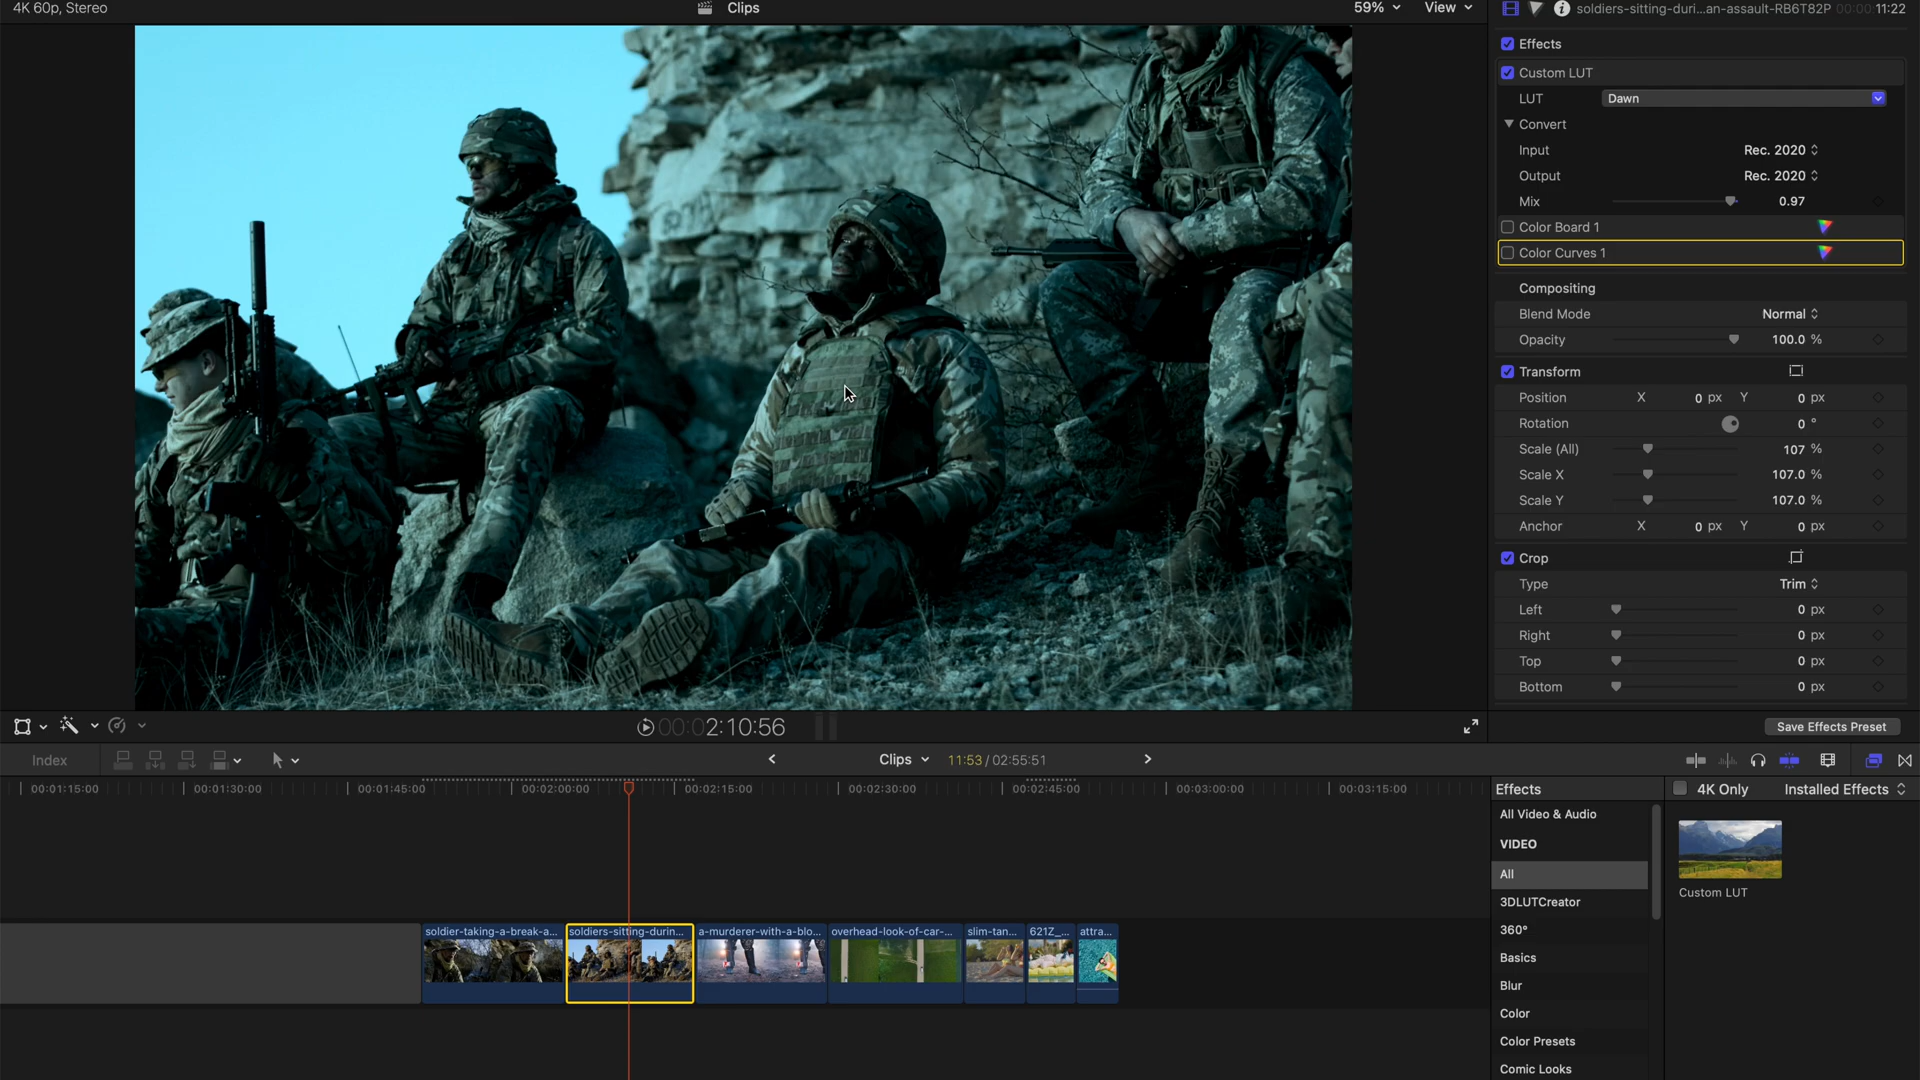 4K 60p, Stereo
Clips
59%
View
soldiers-sitting-duri...an-assault-RB6T82P
00:00:11:22
Effects
Custom LUT
LUT
Dawn
Convert
Input
Rec. 2020
Output
Rec. 2020
Mix
0.97
Color Board 1
Color Curves 1
Compositing
Blend Mode
Normal
Opacity
100.0 %
Transform
Position
X
0 px
Y
0 px
Rotation
0 °
Scale (All)
107 %
Scale X
107.0 %
Scale Y
107.0 %
Anchor
X
0 px
Y
0 px
Crop
Type
Trim
Left
0 px
Right
0 px
Top
0 px
Bottom
0 px
00:00:02:10:56
Save Effects Preset
Index
Clips
11:53 / 02:55:51
00:01:15:00
00:01:30:00
00:01:45:00
00:02:00:00
00:02:15:00
00:02:30:00
00:02:45:00
00:03:00:00
00:03:15:00
Effects
4K Only
Installed Effects
All Video & Audio
VIDEO
All
3DLUTCreator
360°
Basics
Blur
Color
Color Presets
Comic Looks
Custom LUT
soldier-taking-a-break-a...
soldiers-sitting-durin...
a-murderer-with-a-blo...
overhead-look-of-car-...
slim-tan...
621Z_...
attra...